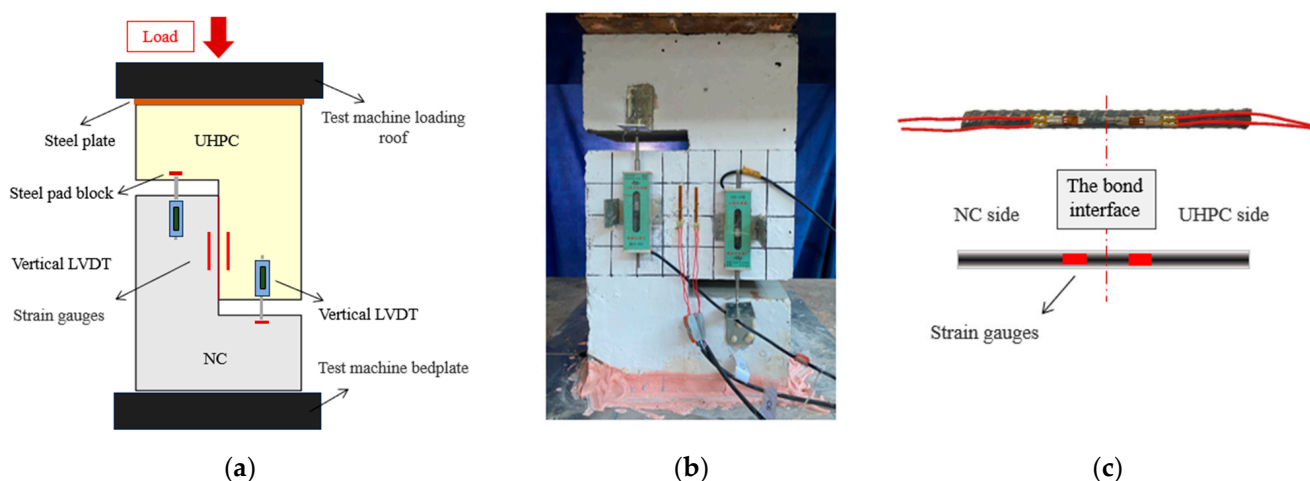 Load
Test machine loading
roof
Steel plate
UHPC
Steel pad block
Vertical LVDT
Strain gauges
Vertical LVDT
NC
Test machine bedplate
(a)
(b)
NC side
The bond
interface
UHPC side
Strain gauges
(c)